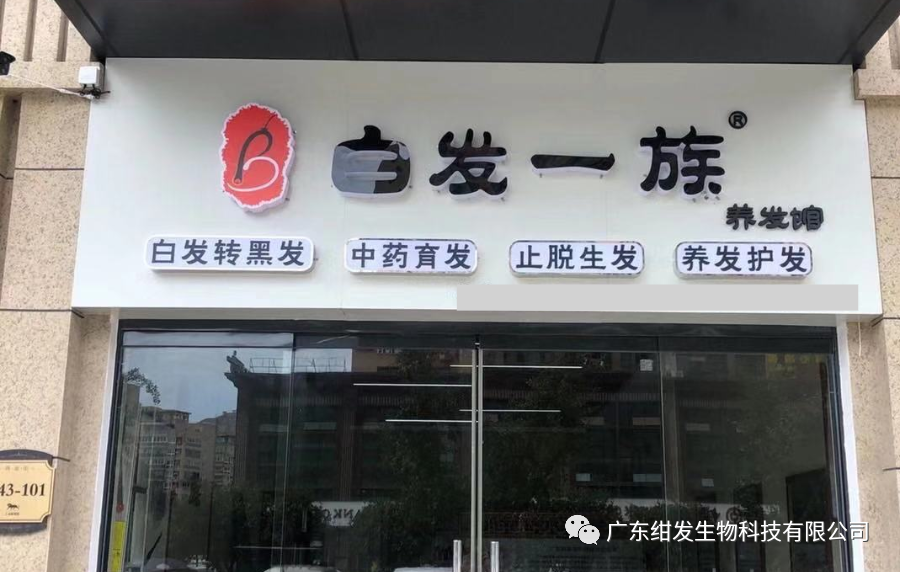 白发一族®
养发馆
白发转黑发 中药育发 止脱生发 养发护发
43-101
广东绀发生物科技有限公司